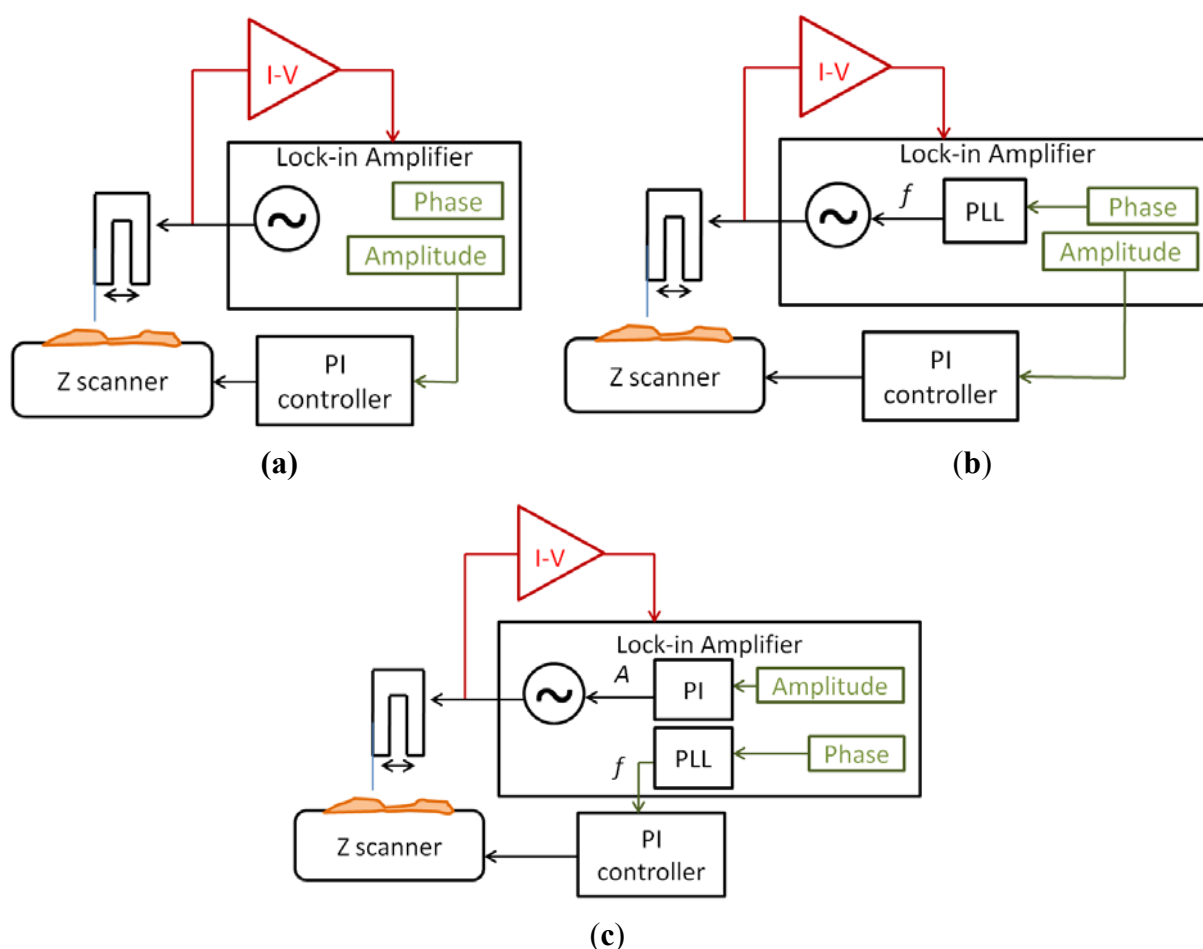 I-V
Lock-in Amplifier
Phase
Amplitude
Z scanner
PI
controller
(a)
I-V
Lock-in Amplifier
f
PLL
Phase
Amplitude
Z scanner
PI
controller
(b)
I-V
Lock-in Amplifier
A
PI
Amplitude
f
PLL
Phase
Z scanner
PI
controller
(c)